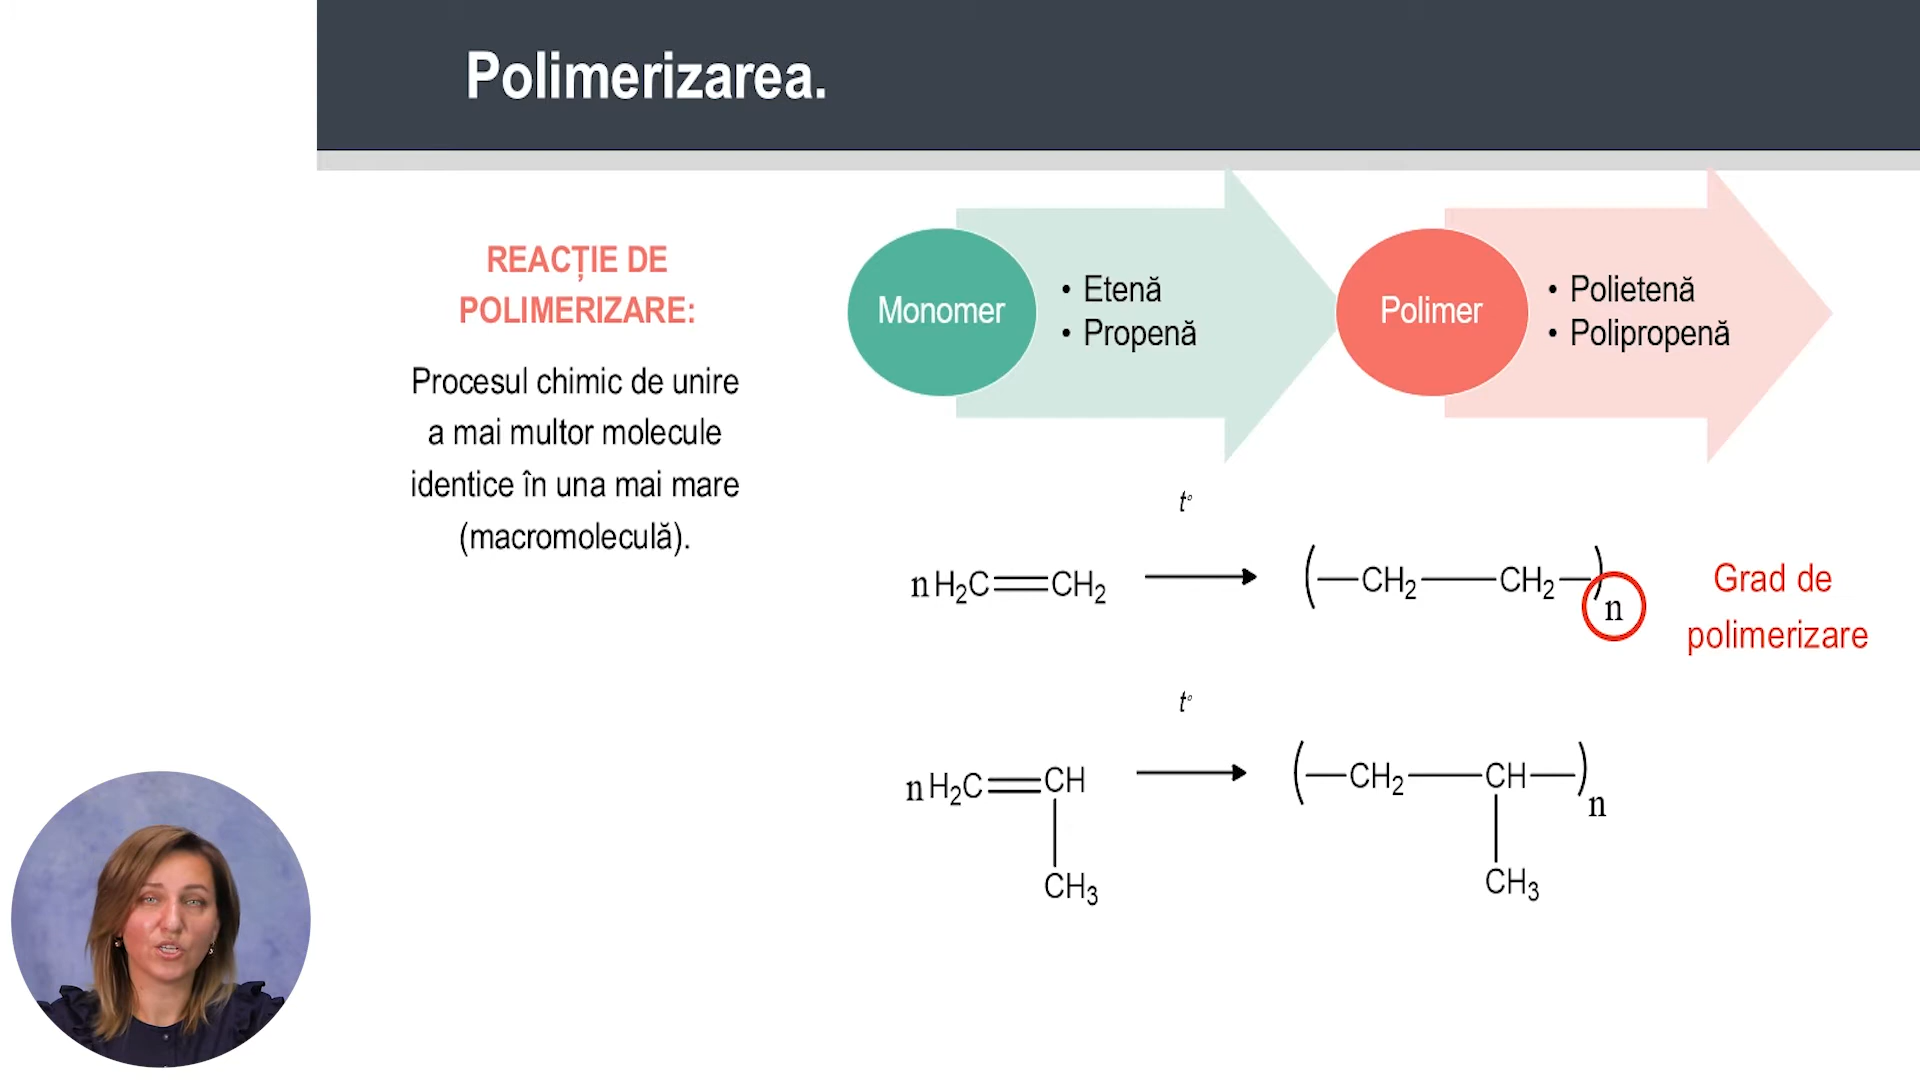 Polimerizarea.
REACȚIE DE
POLIMERIZARE:
Procesul chimic de unire
a mai multor molecule
identice în una mai mare
(macromoleculă).
Monomer
• Etenă
• Propenă
Polimer
• Polietenă
• Polipropenă
t°
n H₂C=CH₂ → (—CH₂—CH₂—)n
Grad de
polimerizare
t°
n H₂C=CH → (—CH₂—CH—)n
CH₃ CH₃